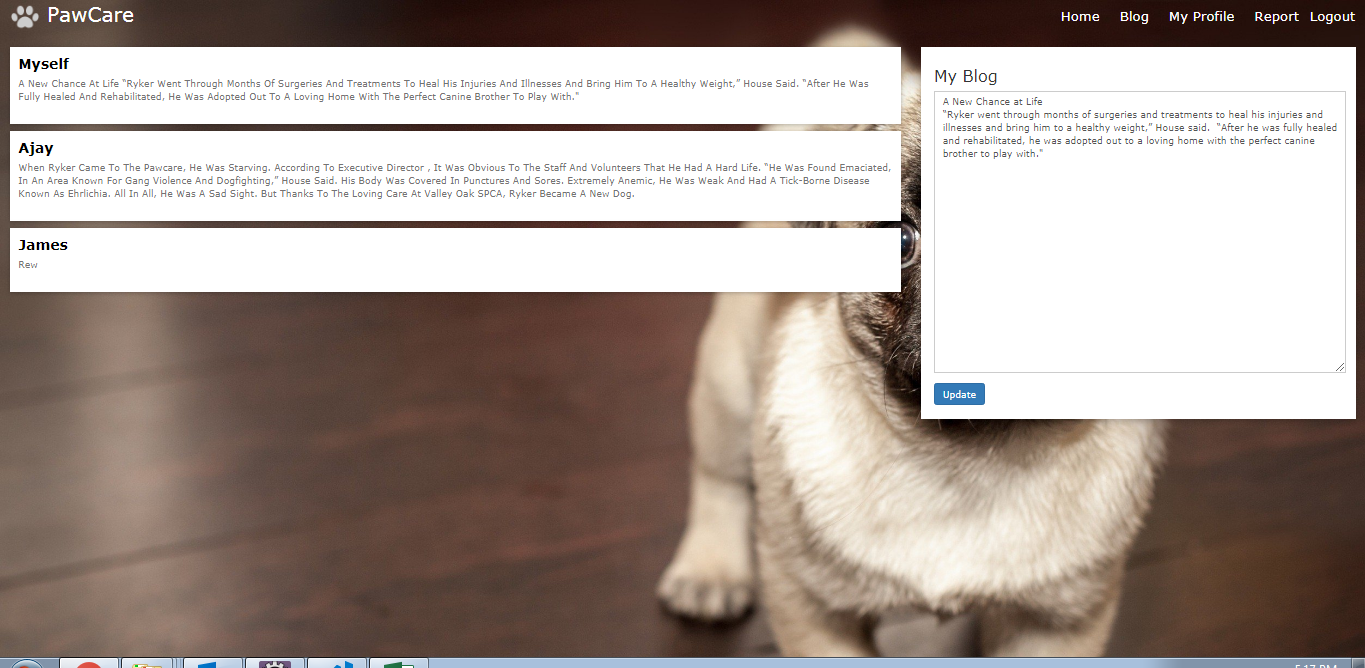 PawCare
Home Blog My Profile Report Logout
Myself
A New Chance At Life “Ryker Went Through Months Of Surgeries And Treatments To Heal His Injuries And Illnesses And Bring Him To A Healthy Weight,” House Said. “After He Was
Fully Healed And Rehabilitated, He Was Adopted Out To A Loving Home With The Perfect Canine Brother To Play With."
Ajay
When Ryker Came To The Pawcare, He Was Starving. According To Executive Director , It Was Obvious To The Staff And Volunteers That He Had A Hard Life. “He Was Found Emaciated,
In An Area Known For Gang Violence And Dogfighting,” House Said. His Body Was Covered In Punctures And Sores. Extremely Anemic, He Was Weak And Had A Tick-Borne Disease
Known As Ehrlichia. All In All, He Was A Sad Sight. But Thanks To The Loving Care At Valley Oak SPCA, Ryker Became A New Dog.
James
Rew
My Blog
A New Chance at Life
“Ryker went through months of surgeries and treatments to heal his injuries and
illnesses and bring him to a healthy weight,” House said.  “After he was fully healed
and rehabilitated, he was adopted out to a loving home with the perfect canine
brother to play with."
Update
5:17 PM